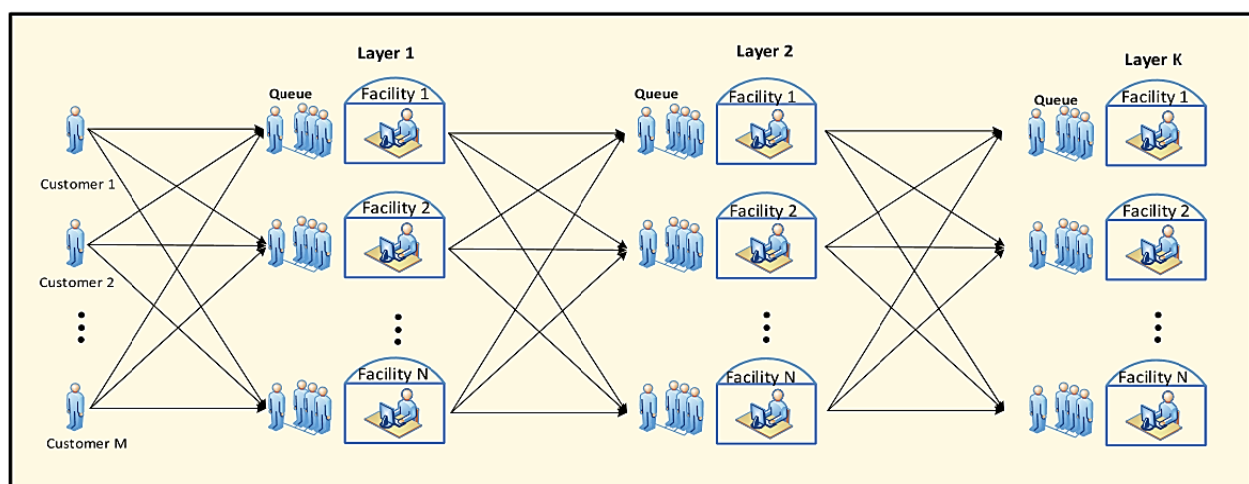 Layer 1
Layer 2
Layer K
Queue
Facility 1
Queue
Facility 1
Queue
Facility 1
Customer 1
Facility 2
Facility 2
Facility 2
Customer 2
Facility N
Facility N
Facility N
Customer M